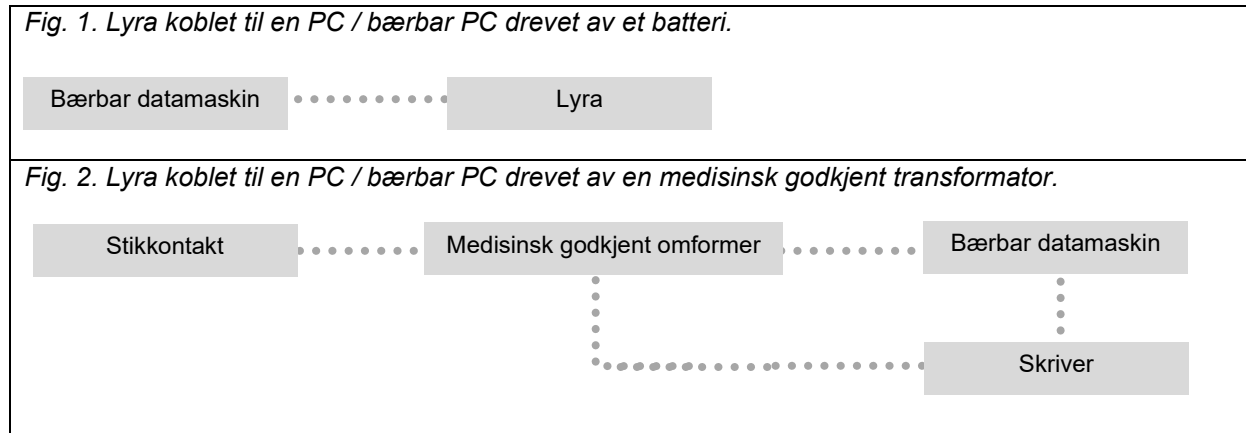 Fig. 1. Lyra koblet til en PC / bærbar PC drevet av et batteri.
Bærbar datamaskin
Lyra
Fig. 2. Lyra koblet til en PC / bærbar PC drevet av en medisinsk godkjent transformator.
Stikkontakt
Medisinsk godkjent omformer
Bærbar datamaskin
Skriver